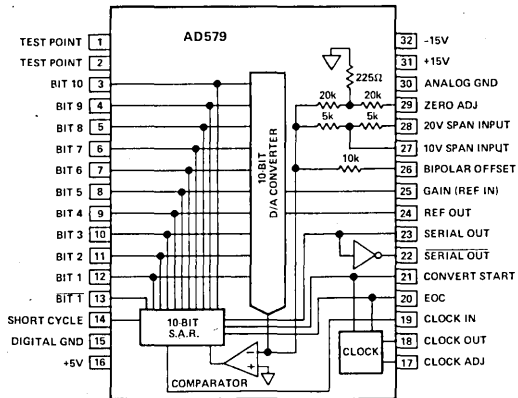 AD579
TEST POINT 1
TEST POINT 2
BIT 10 3
BIT 9 4
BIT 8 5
BIT 7 6
BIT 6 7
BIT 5 8
BIT 4 9
BIT 3 10
BIT 2 11
BIT 1 12
BIT 1 13
SHORT CYCLE 14
DIGITAL GND 15
+5V 16
10-BIT
D/A CONVERTER
10-BIT
S.A.R.
COMPARATOR
−
+
CLOCK
225Ω
20k 20k
5k 5k
10k
32 -15V
31 +15V
30 ANALOG GND
29 ZERO ADJ
28 20V SPAN INPUT
27 10V SPAN INPUT
26 BIPOLAR OFFSET
25 GAIN (REF IN)
24 REF OUT
23 SERIAL OUT
22 SERIAL OUT
21 CONVERT START
20 EOC
19 CLOCK IN
18 CLOCK OUT
17 CLOCK ADJ